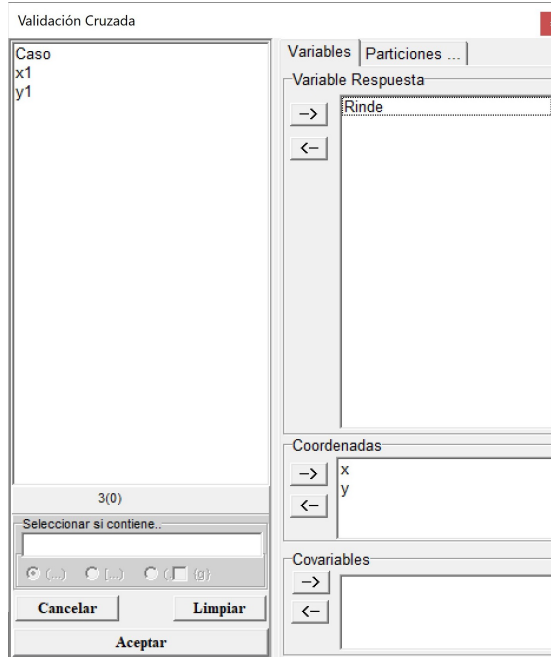 Validación Cruzada
Caso
x1
y1
3(0)
Seleccionar si contiene..
(...) [...) (. {g}
Cancelar Limpiar
Aceptar
Variables Particiones ...
Variable Respuesta
-->
Rinde
<--
Coordenadas
-->
x
<--
y
Covariables
-->
<--